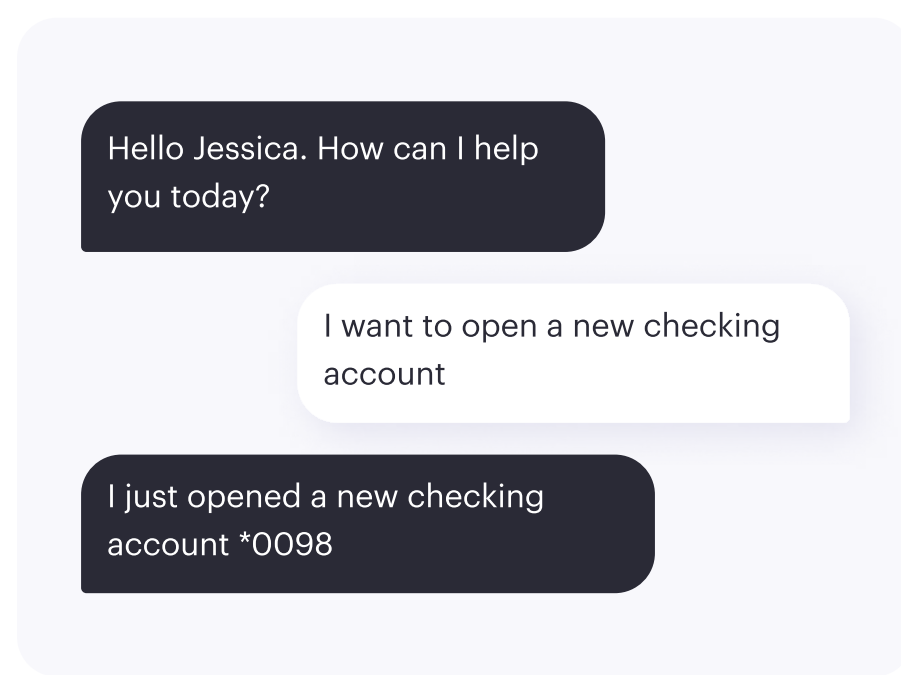 Hello Jessica. How can I help
you today?
I want to open a new checking
account
I just opened a new checking
account *0098